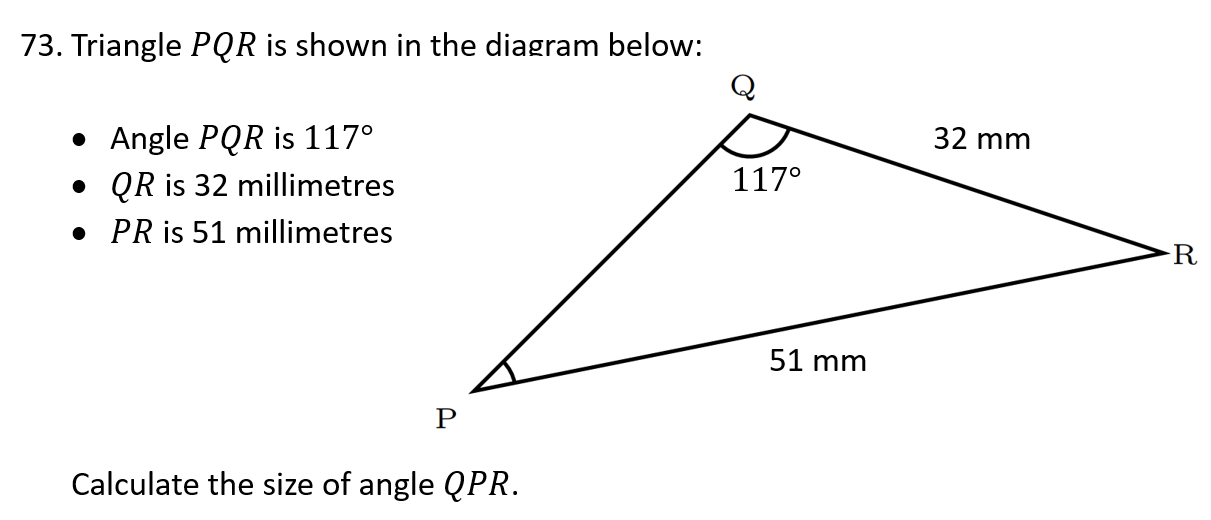 73. Triangle PQR is shown in the diagram below:
Q
• Angle PQR is 117°
32 mm
117°
• QR is 32 millimetres
• PR is 51 millimetres
R
51 mm
P
Calculate the size of angle QPR.